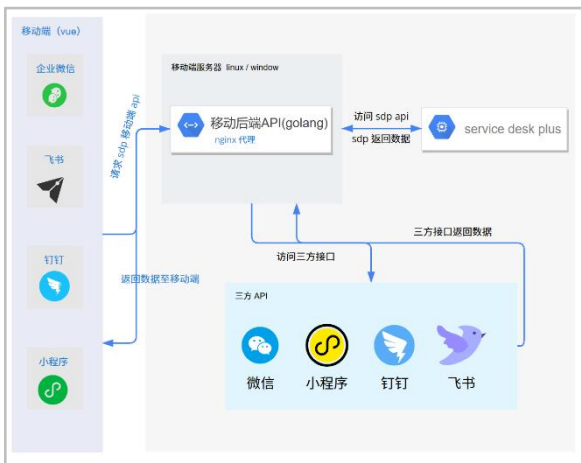 移动端（vue）
企业微信
飞书
钉钉
小程序
请求 sdp 移动端 api
返回数据至移动端
移动端服务器 linux / window
移动后端API(golang)
nginx 代理
访问 sdp api
sdp 返回数据
service desk plus
访问三方接口
三方接口返回数据
三方 API
微信
小程序
钉钉
飞书